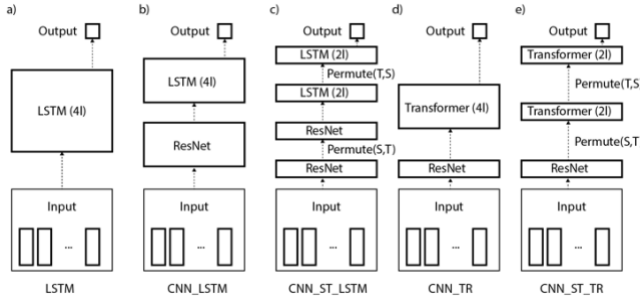 a)
Output
LSTM (4l)
Input
...
LSTM
b)
Output
LSTM (4l)
ResNet
Input
...
CNN_LSTM
c)
Output
LSTM (2l)
Permute(T,S)
LSTM (2l)
ResNet
Permute(S,T)
ResNet
Input
...
CNN_ST_LSTM
d)
Output
Transformer (4l)
ResNet
Input
...
CNN_TR
e)
Output
Transformer (2l)
Permute(T,S)
Transformer (2l)
Permute(S,T)
ResNet
Input
...
CNN_ST_TR